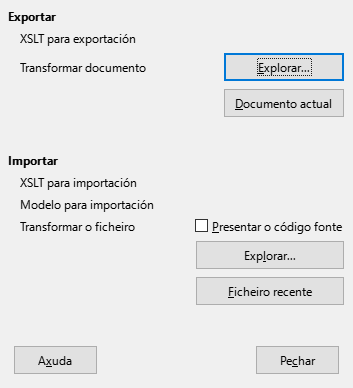 Exportar
XSLT para exportación
Transformar documento
Explorar...
Documento actual
Importar
XSLT para importación
Modelo para importación
Transformar o ficheiro
Presentar o código fonte
Explorar...
Ficheiro recente
Axuda
Pechar